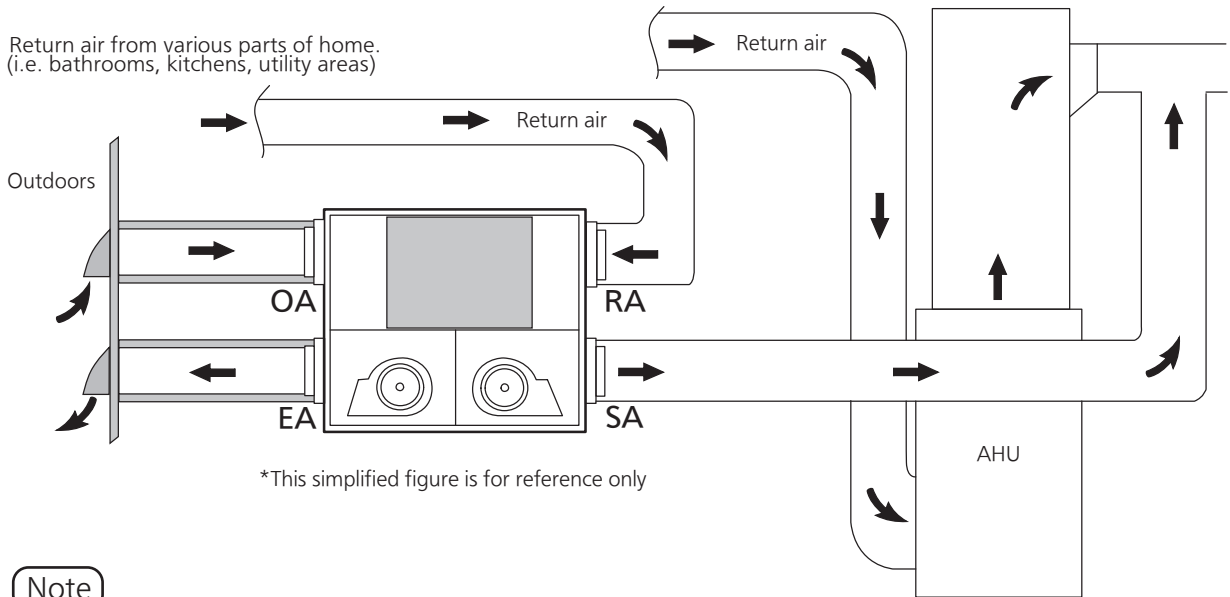 Return air from various parts of home.
(i.e. bathrooms, kitchens, utility areas)
Return air
Return air
Outdoors
OA
RA
EA
SA
AHU
*This simplified figure is for reference only
Note